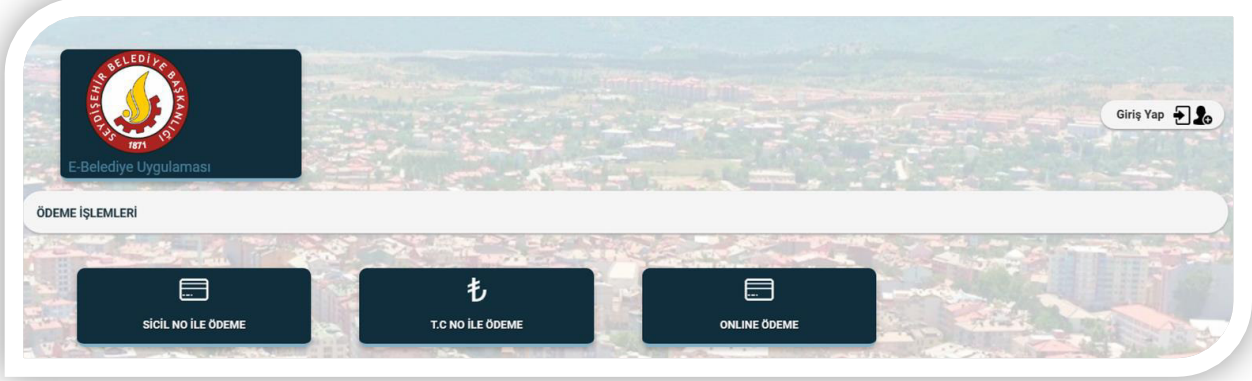 SEYDİŞEHİR BELEDİYE BAŞKANLIĞI
1871
E-Belediye Uygulaması
Giriş Yap
ÖDEME İŞLEMLERİ
SİCİL NO İLE ÖDEME
T.C NO İLE ÖDEME
ONLINE ÖDEME